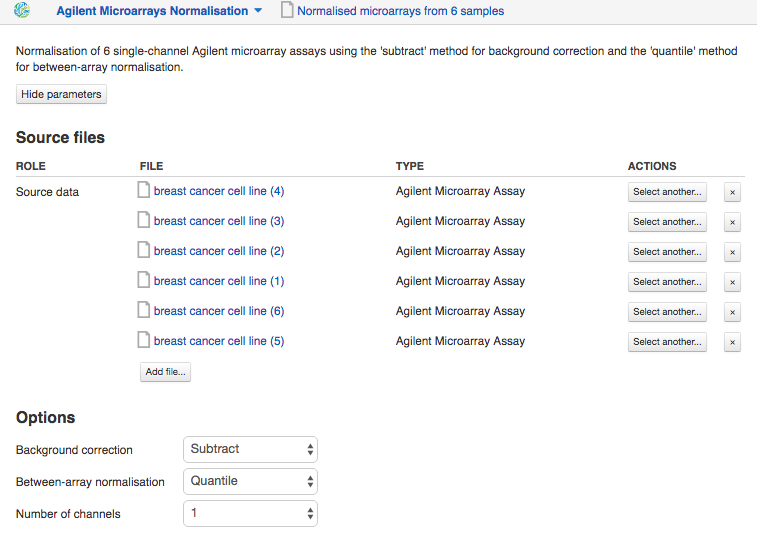 Agilent Microarrays Normalisation Normalised microarrays from 6 samples
Normalisation of 6 single-channel Agilent microarray assays using the 'subtract' method for background correction and the 'quantile' method
for between-array normalisation.
Hide parameters
Source files
ROLE FILE TYPE ACTIONS
Source data breast cancer cell line (4) Agilent Microarray Assay Select another... ×
breast cancer cell line (3) Agilent Microarray Assay Select another... ×
breast cancer cell line (2) Agilent Microarray Assay Select another... ×
breast cancer cell line (1) Agilent Microarray Assay Select another... ×
breast cancer cell line (6) Agilent Microarray Assay Select another... ×
breast cancer cell line (5) Agilent Microarray Assay Select another... ×
Add file...
Options
Background correction Subtract
Between-array normalisation Quantile
Number of channels 1